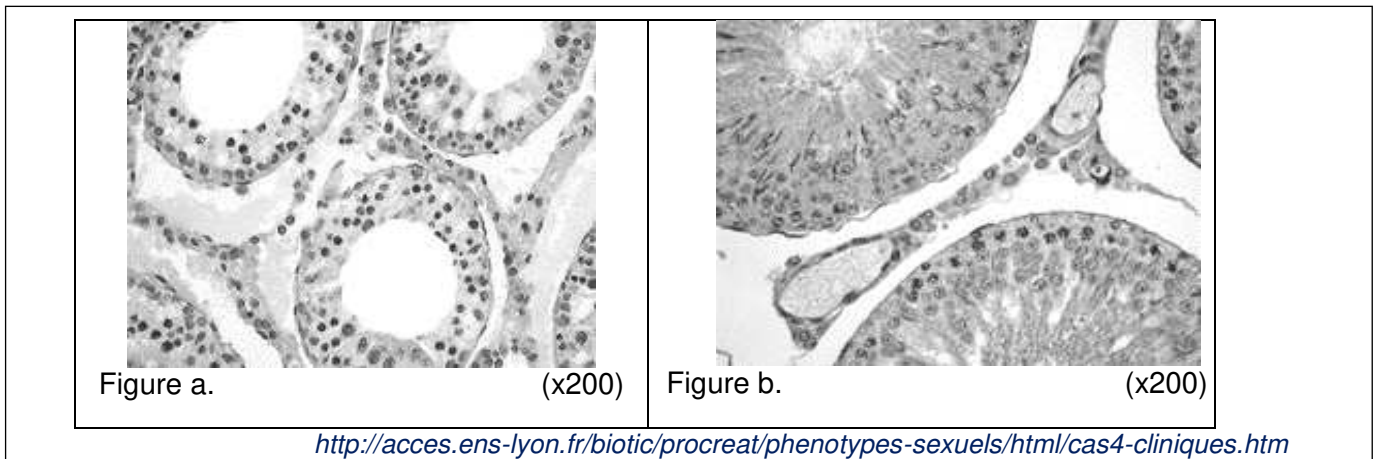 Figure a. (x200)
Figure b. (x200)
http://acces.ens-lyon.fr/biotic/procreat/phenotypes-sexuels/html/cas4-cliniques.htm